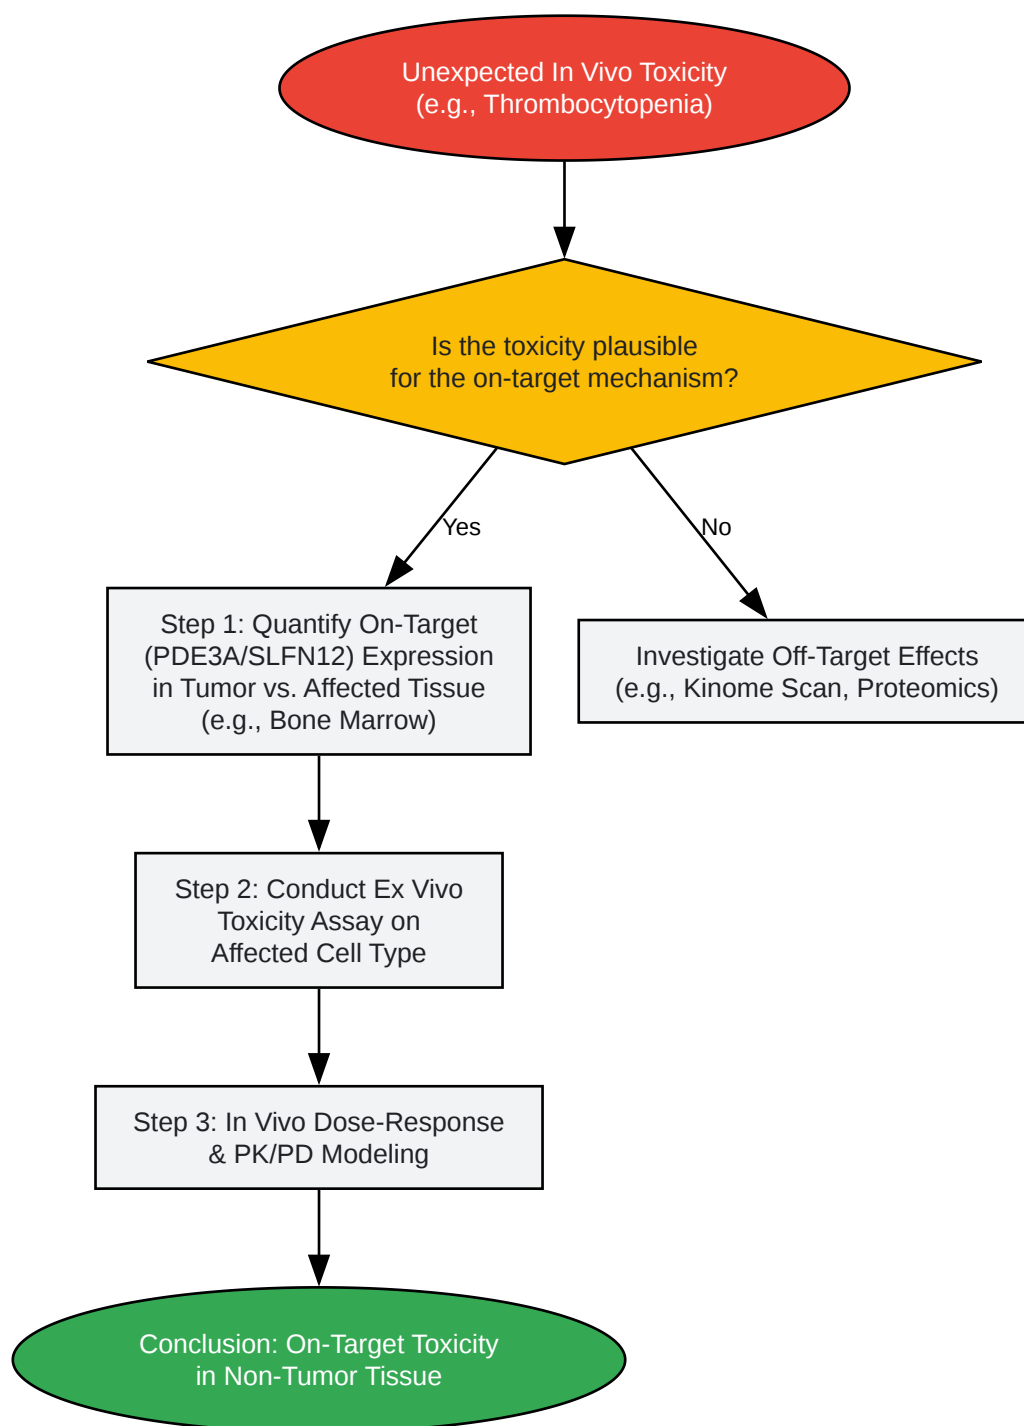 Unexpected In Vivo Toxicity
(e.g., Thrombocytopenia)
Is the toxicity plausible
for the on-target mechanism?
Yes
No
Step 1: Quantify On-Target
(PDE3A/SLFN12) Expression
in Tumor vs. Affected Tissue
(e.g., Bone Marrow)
Investigate Off-Target Effects
(e.g., Kinome Scan, Proteomics)
Step 2: Conduct Ex Vivo
Toxicity Assay on
Affected Cell Type
Step 3: In Vivo Dose-Response
& PK/PD Modeling
Conclusion: On-Target Toxicity
in Non-Tumor Tissue